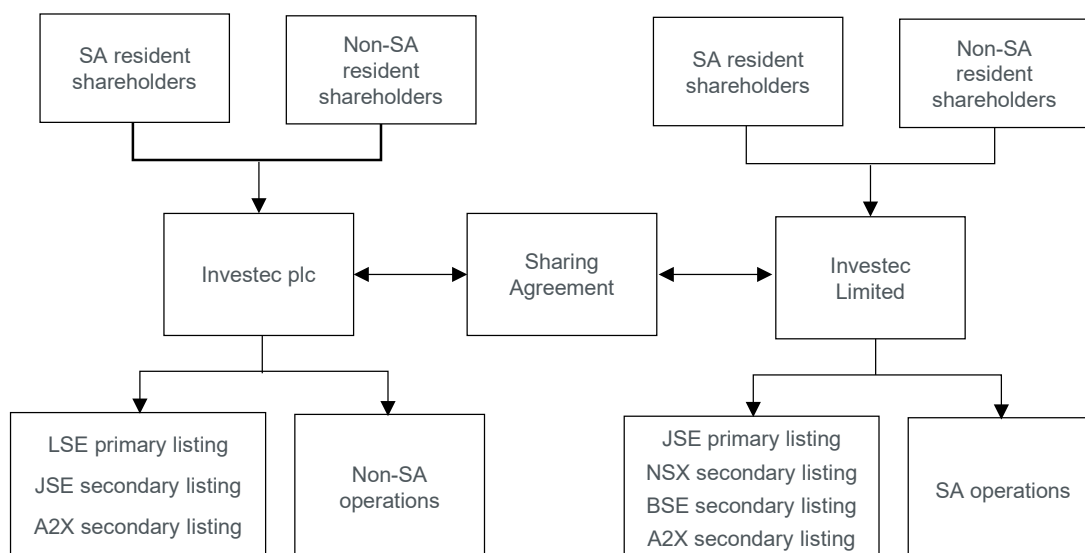 SA resident
shareholders
Non-SA
resident
shareholders
SA resident
shareholders
Non-SA
resident
shareholders
Investec plc
Sharing
Agreement
Investec
Limited
LSE primary listing
JSE secondary listing
A2X secondary listing
Non-SA
operations
JSE primary listing
NSX secondary listing
BSE secondary listing
A2X secondary listing
SA operations